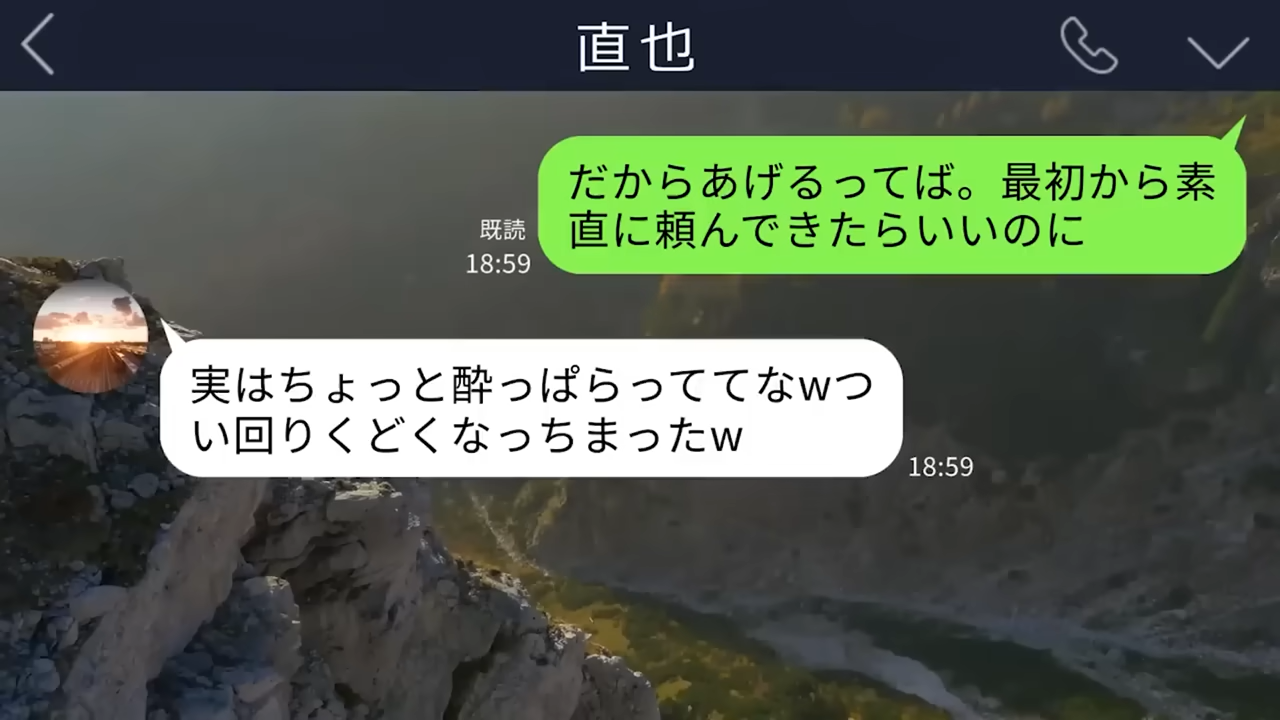 直也
だからあげるってば。最初から素
直に頼んできたらいいのに
既読
18:59
実はちょっと酔っぱらっててなwつ
い回りくどくなっちまったw
18:59